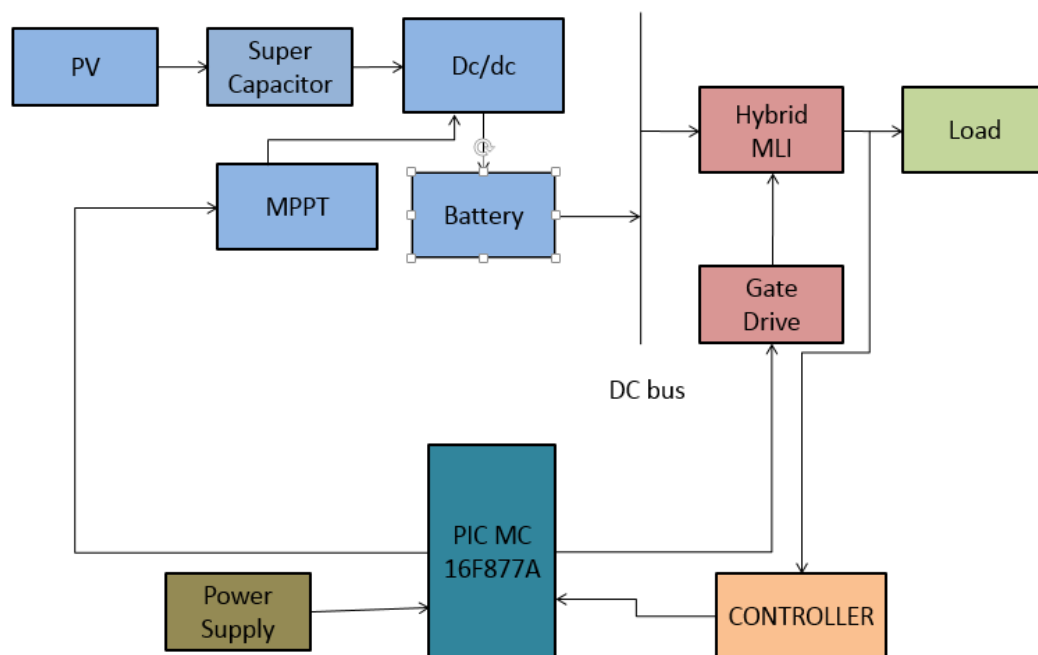 PV
Super
Capacitor
Dc/dc
Hybrid
MLI
Load
MPPT
Battery
Gate
Drive
DC bus
PIC MC
16F877A
Power
Supply
CONTROLLER